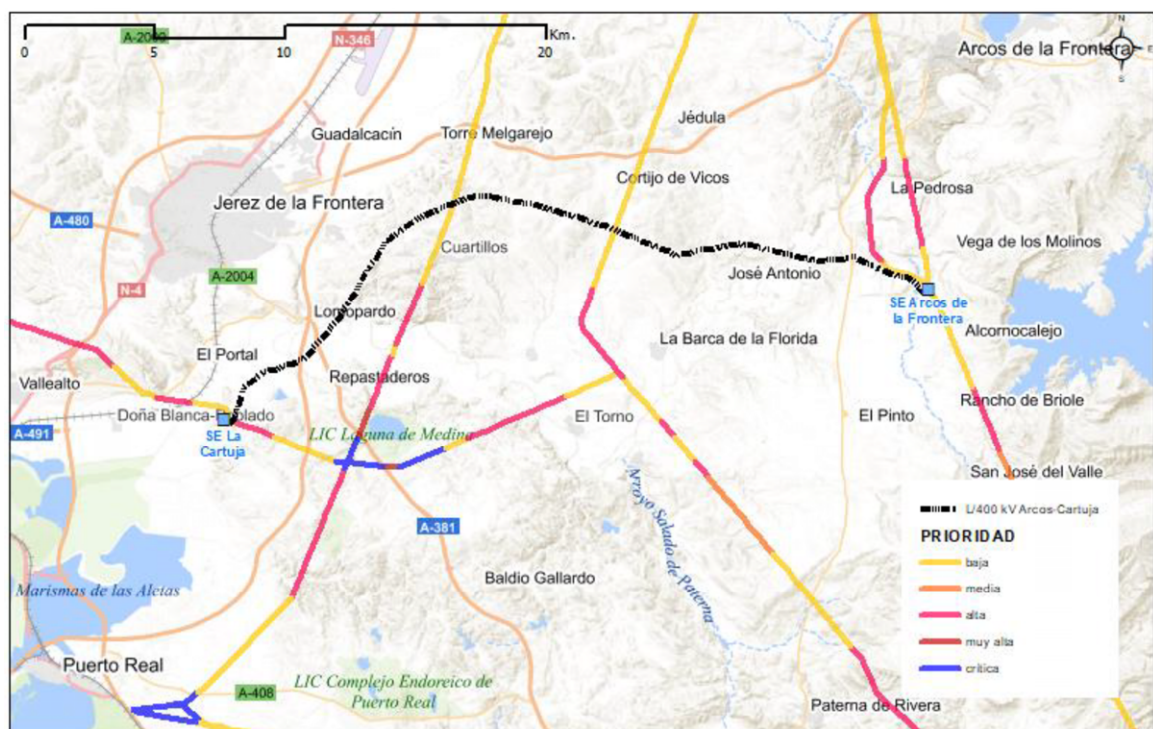 0 5 10 20 Km.
A-2003
N-346
Arcos de la Frontera
N
E
S
Guadalcacín
Torre Melgarejo
Jédula
Cortijo de Vicos
La Pedrosa
Jerez de la Frontera
A-480
Cuartillos
Vega de los Molinos
A-2004
José Antonio
N-4
SE Arcos de
la Frontera
Lomopardo
Alcornocalejo
La Barca de la Florida
El Portal
Repastaderos
Vallealto
Rancho de Briole
Doña Blanca-Poblado
El Torno
El Pinto
SE La
Cartuja
A-491
LIC Laguna de Medina
San José del Valle
Arroyo Salado de Paterna
A-381
L/400 kV Arcos-Cartuja
PRIORIDAD
baja
media
alta
muy alta
crítica
Baldio Gallardo
Marismas de las Aletas
Puerto Real
A-408
LIC Complejo Endoreico de
Puerto Real
Paterna de Rivera